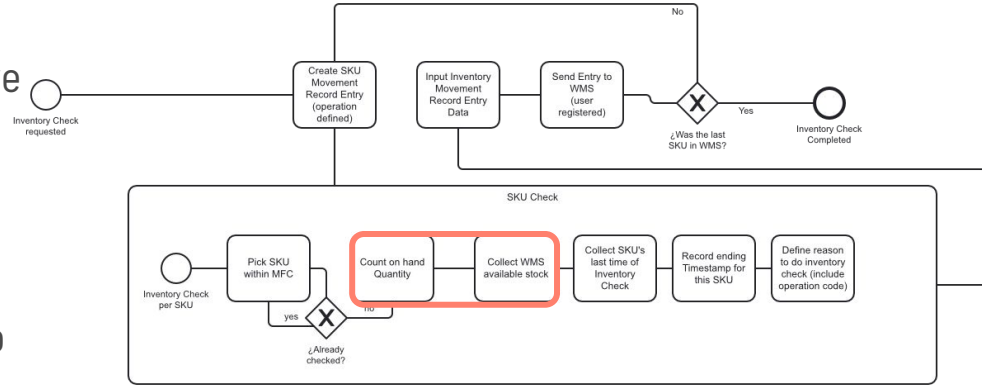 No
e
Create SKU
Movement
Record Entry
(operation
defined)
Input Inventory
Movement
Record Entry
Data
Send Entry to
WMS
(user
registered)
X
Yes
Inventory Check
requested
¿Was the last
SKU in WMS?
Inventory Check
Completed
SKU Check
Pick SKU
within MFC
Count on hand
Quantity
Collect WMS
available stock
Collect SKU's
last time of
Inventory
Check
Record ending
Timestamp for
this SKU
Define reason
to do inventory
check (include
operation code)
Inventory Check
per SKU
yes
X
no
¿Already
checked?